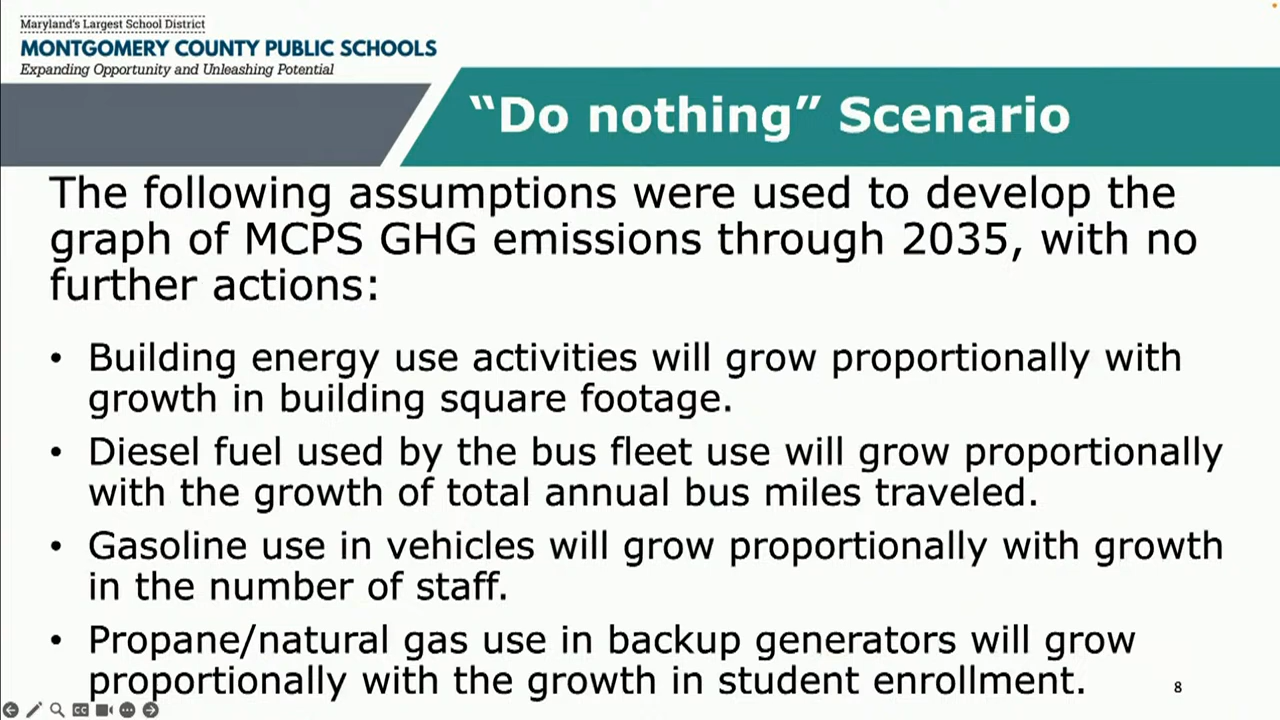 Maryland's Largest School District
MONTGOMERY COUNTY PUBLIC SCHOOLS
Expanding Opportunity and Unleashing Potential
“Do nothing” Scenario
The following assumptions were used to develop the
graph of MCPS GHG emissions through 2035, with no
further actions:
• Building energy use activities will grow proportionally with
growth in building square footage.
• Diesel fuel used by the bus fleet use will grow proportionally
with the growth of total annual bus miles traveled.
• Gasoline use in vehicles will grow proportionally with growth
in the number of staff.
• Propane/natural gas use in backup generators will grow
proportionally with the growth in student enrollment.
8
CC